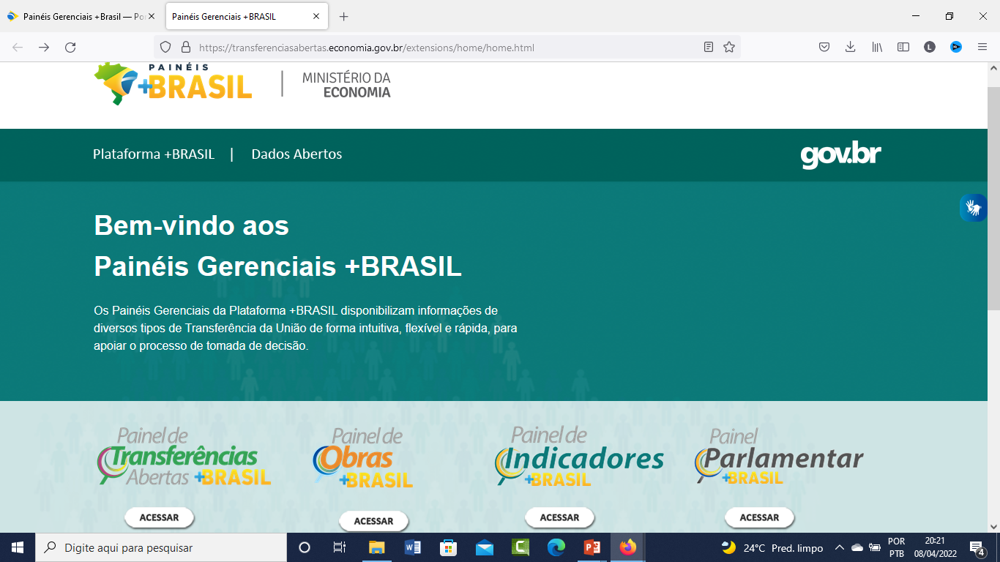 Painéis Gerenciais +Brasil — Po
Painéis Gerenciais +BRASIL
https://transferenciasabertas.economia.gov.br/extensions/home/home.html
L
PAINÉIS
+BRASIL
MINISTÉRIO DA
ECONOMIA
Plataforma +BRASIL | Dados Abertos
gov.br
Bem-vindo aos
Painéis Gerenciais +BRASIL
Os Painéis Gerenciais da Plataforma +BRASIL disponibilizam informações de
diversos tipos de Transferência da União de forma intuitiva, flexível e rápida, para
apoiar o processo de tomada de decisão.
Painel de
Transferências
Abertas +BRASIL
ACESSAR
Painel de
Obras
+BRASIL
ACESSAR
Painel de
Indicadores
+BRASIL
ACESSAR
Painel
Parlamentar
+BRASIL
ACESSAR
Digite aqui para pesquisar
24°C Pred. limpo
POR
PTB
20:21
08/04/2022
4